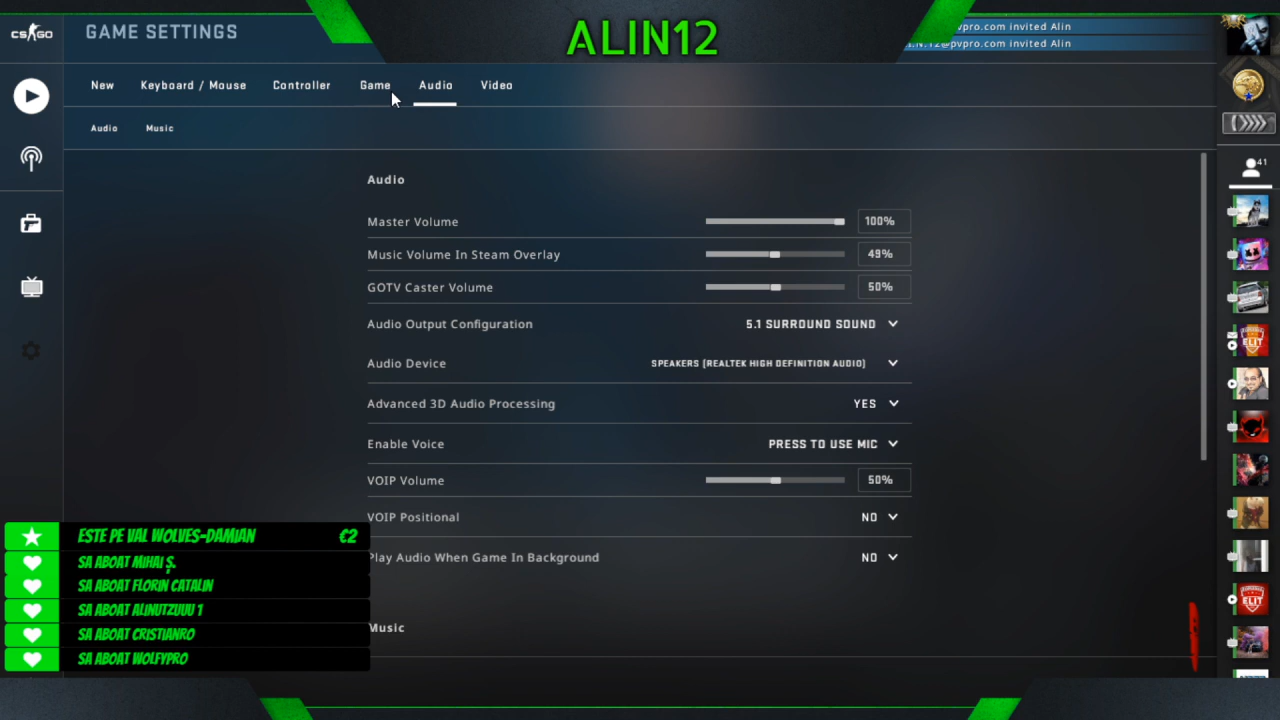 CS GO
GAME SETTINGS
ALIN12
pvpro.com invited Alin
12@pvpro.com invited Alin
New
Keyboard / Mouse
Controller
Game
Audio
Video
Audio
Music
41
Audio
Master Volume 100%
Music Volume In Steam Overlay 49%
GOTV Caster Volume 50%
Audio Output Configuration 5.1 SURROUND SOUND
Audio Device SPEAKERS (REALTEK HIGH DEFINITION AUDIO)
Advanced 3D Audio Processing YES
Enable Voice PRESS TO USE MIC
VOIP Volume 50%
VOIP Positional NO
Play Audio When Game In Background NO
Music
ESTE PE VAL WOLVES-DAMIAN €2
SA ABOAT MIHAI Ș.
SA ABOAT FLORIN CATALIN
SA ABOAT ALINUTZUUU 1
SA ABOAT CRISTIANRO
SA ABOAT WOLFYPRO
ELIT
ELIT